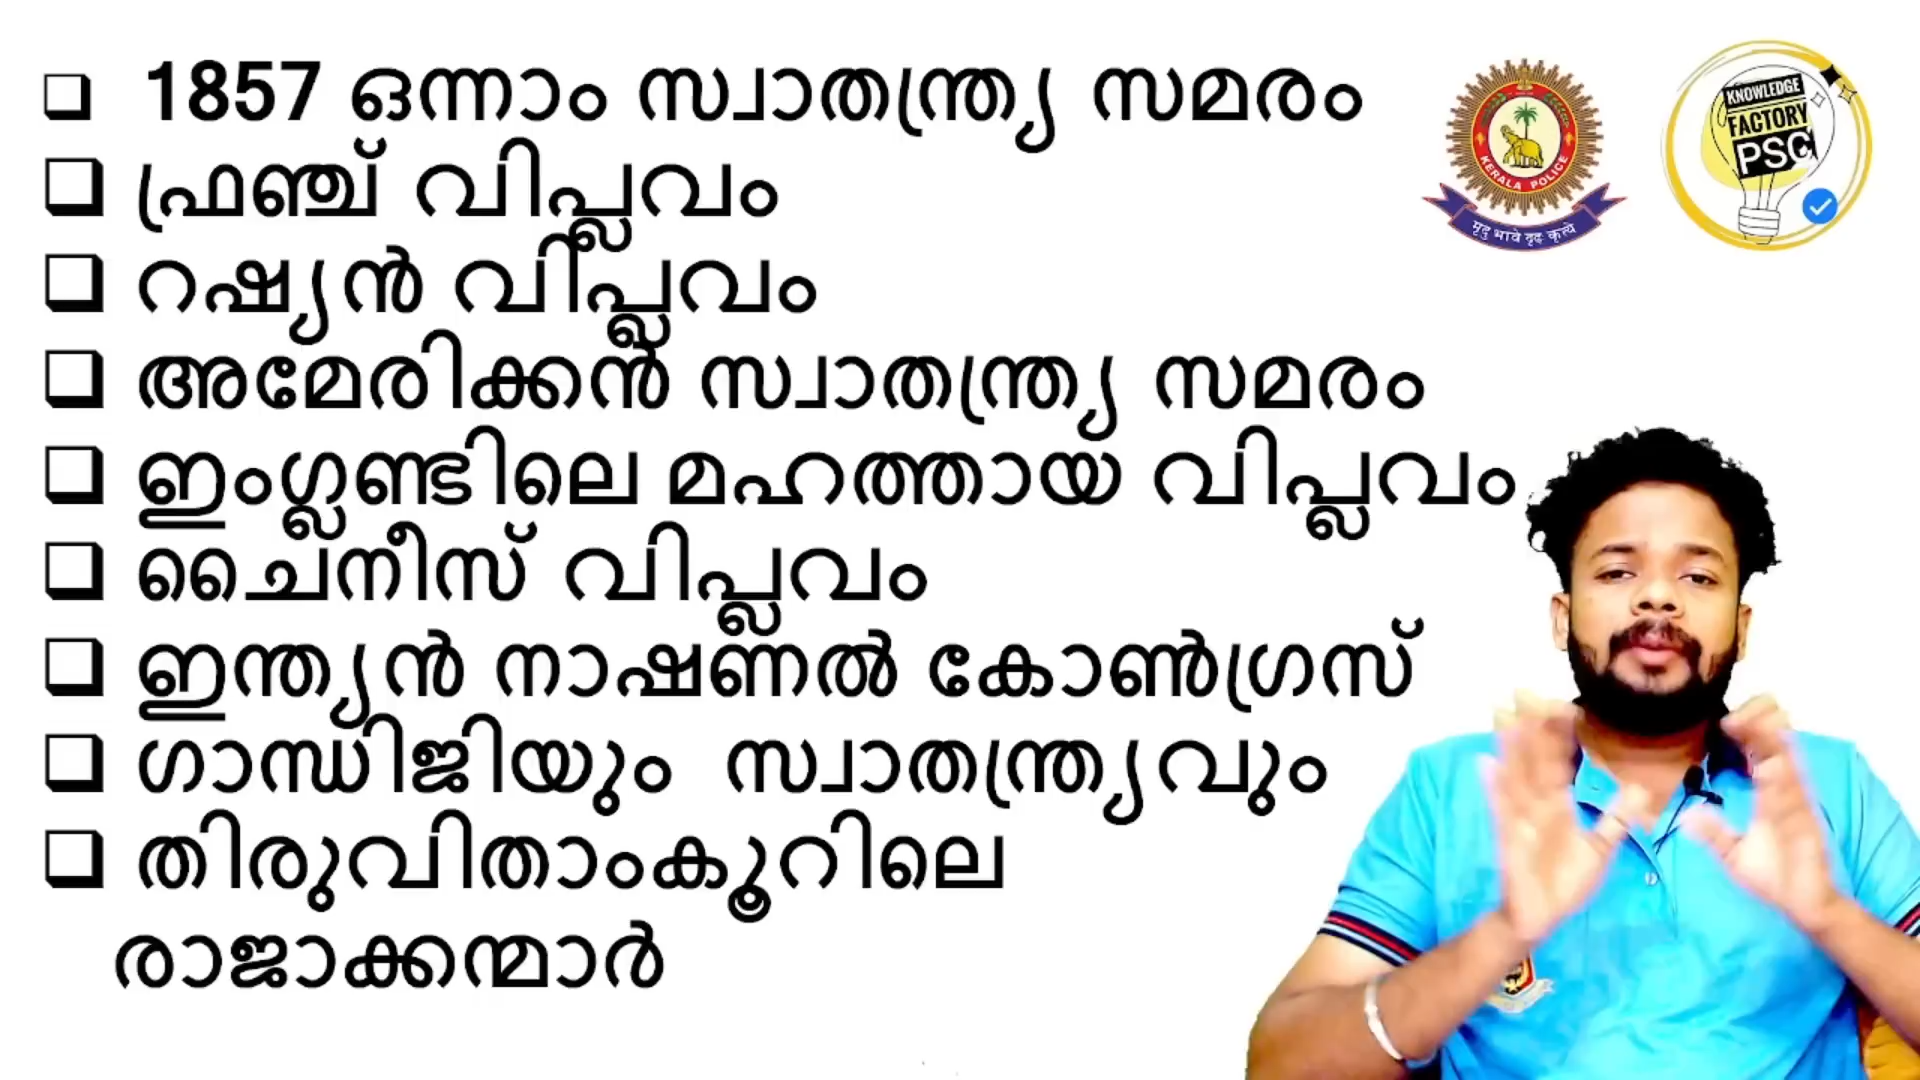 1857 ഒന്നാം സ്വാതന്ത്ര്യ സമരം
ഫ്രഞ്ച് വിപ്ലവം
റഷ്യൻ വിപ്ലവം
അമേരിക്കൻ സ്വാതന്ത്ര്യ സമരം
ഇംഗ്ലണ്ടിലെ മഹത്തായ വിപ്ലവം
ചൈനീസ് വിപ്ലവം
ഇന്ത്യൻ നാഷണൽ കോൺഗ്രസ്
ഗാന്ധിജിയും സ്വാതന്ത്ര്യവും
തിരുവിതാംകൂറിലെ
രാജാക്കന്മാർ
KERALA POLICE
मृदु भावे दृढ कृत्ये
KNOWLEDGE
FACTORY
PSC